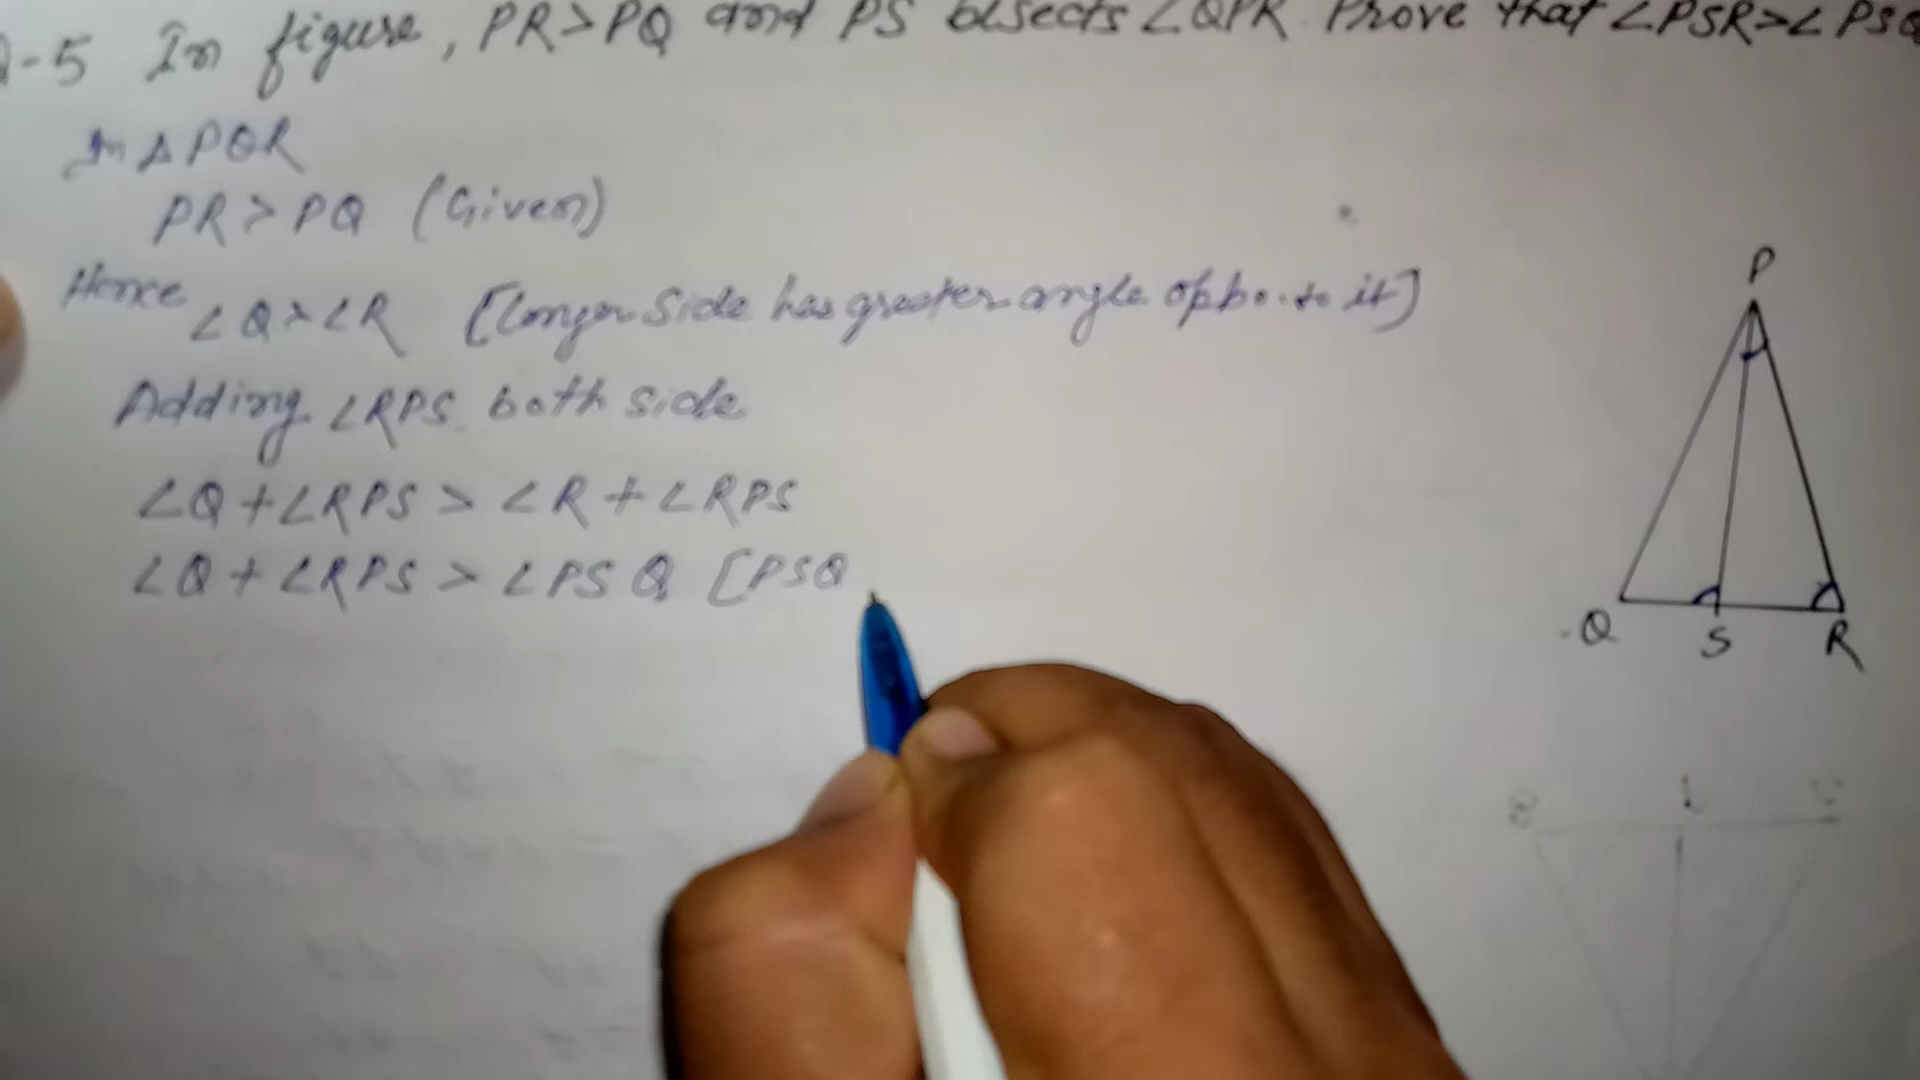 -5 In figure, PR>PQ and PS bisects ∠QPR. Prove that ∠PSR>∠PSQ
In △PQR
PR > PQ (Given)
Hence ∠Q>∠R [Longer Side has greater angle oppo. to it]
Adding ∠RPS both side
∠Q+∠RPS > ∠R+∠RPS
∠Q+∠RPS > ∠PSQ [PSQ
P
Q S R
B L